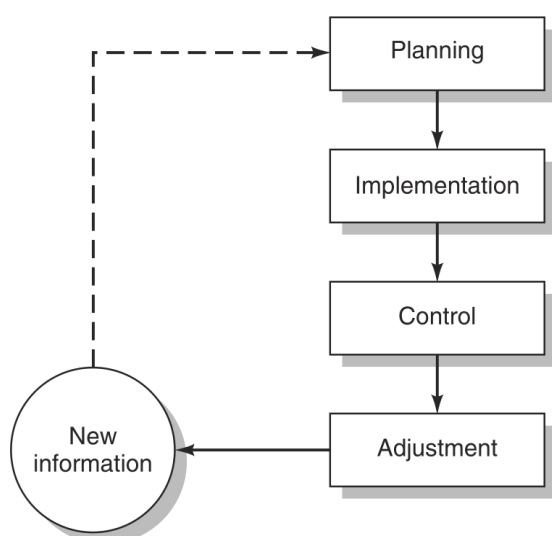 Planning
Implementation
Control
Adjustment
New
information